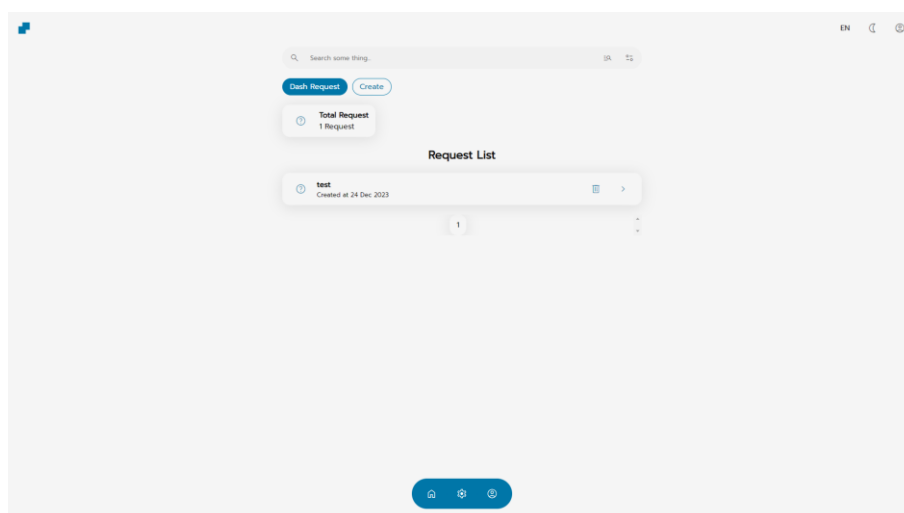 EN
Search some thing.
Dash Request
Create
Total Request
1 Request
Request List
test
Created at 24 Dec 2023
1